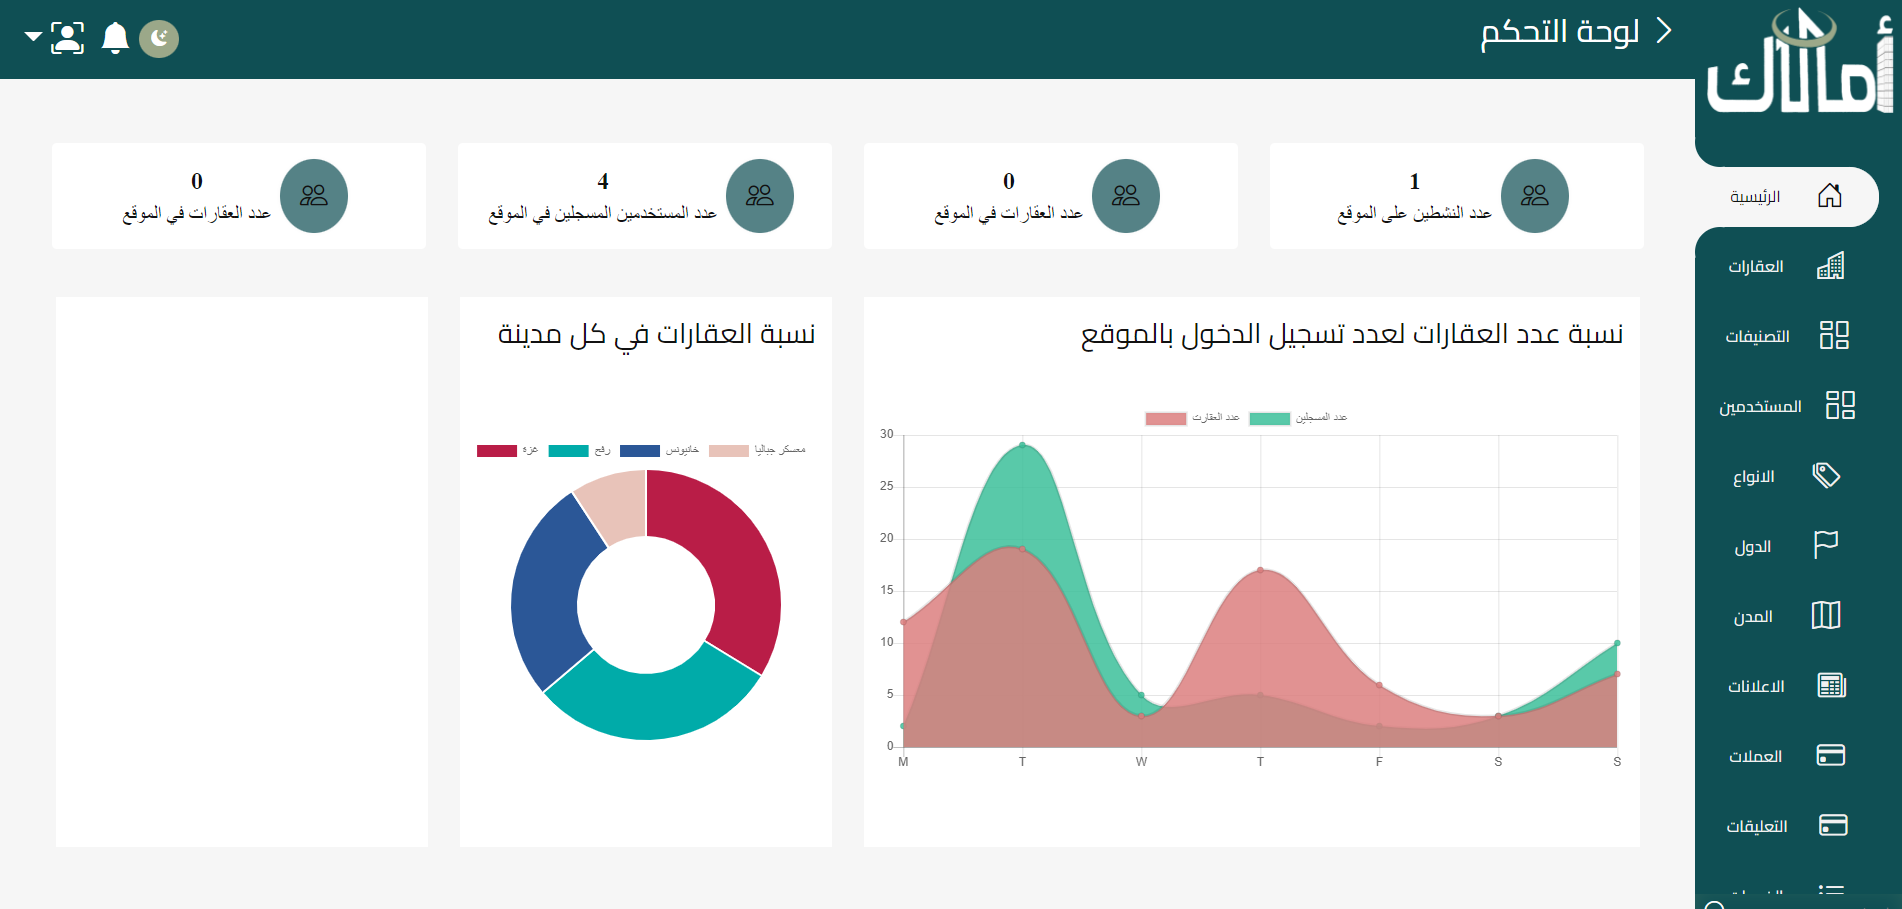 أملاك
لوحة التحكم
الرئيسية
العقارات
التصنيفات
المستخدمين
الانواع
الدول
المدن
الاعلانات
العملات
التعليقات
1
عدد النشطين على الموقع
0
عدد العقارات في الموقع
4
عدد المستخدمين المسجلين في الموقع
0
عدد العقارات في الموقع
نسبة عدد العقارات لعدد تسجيل الدخول بالموقع
عدد المسجلين
عدد العقارت
30
25
20
15
10
5
0
M T W T F S S
نسبة العقارات في كل مدينة
معسكر جباليا
خانيونس
رفح
غزة